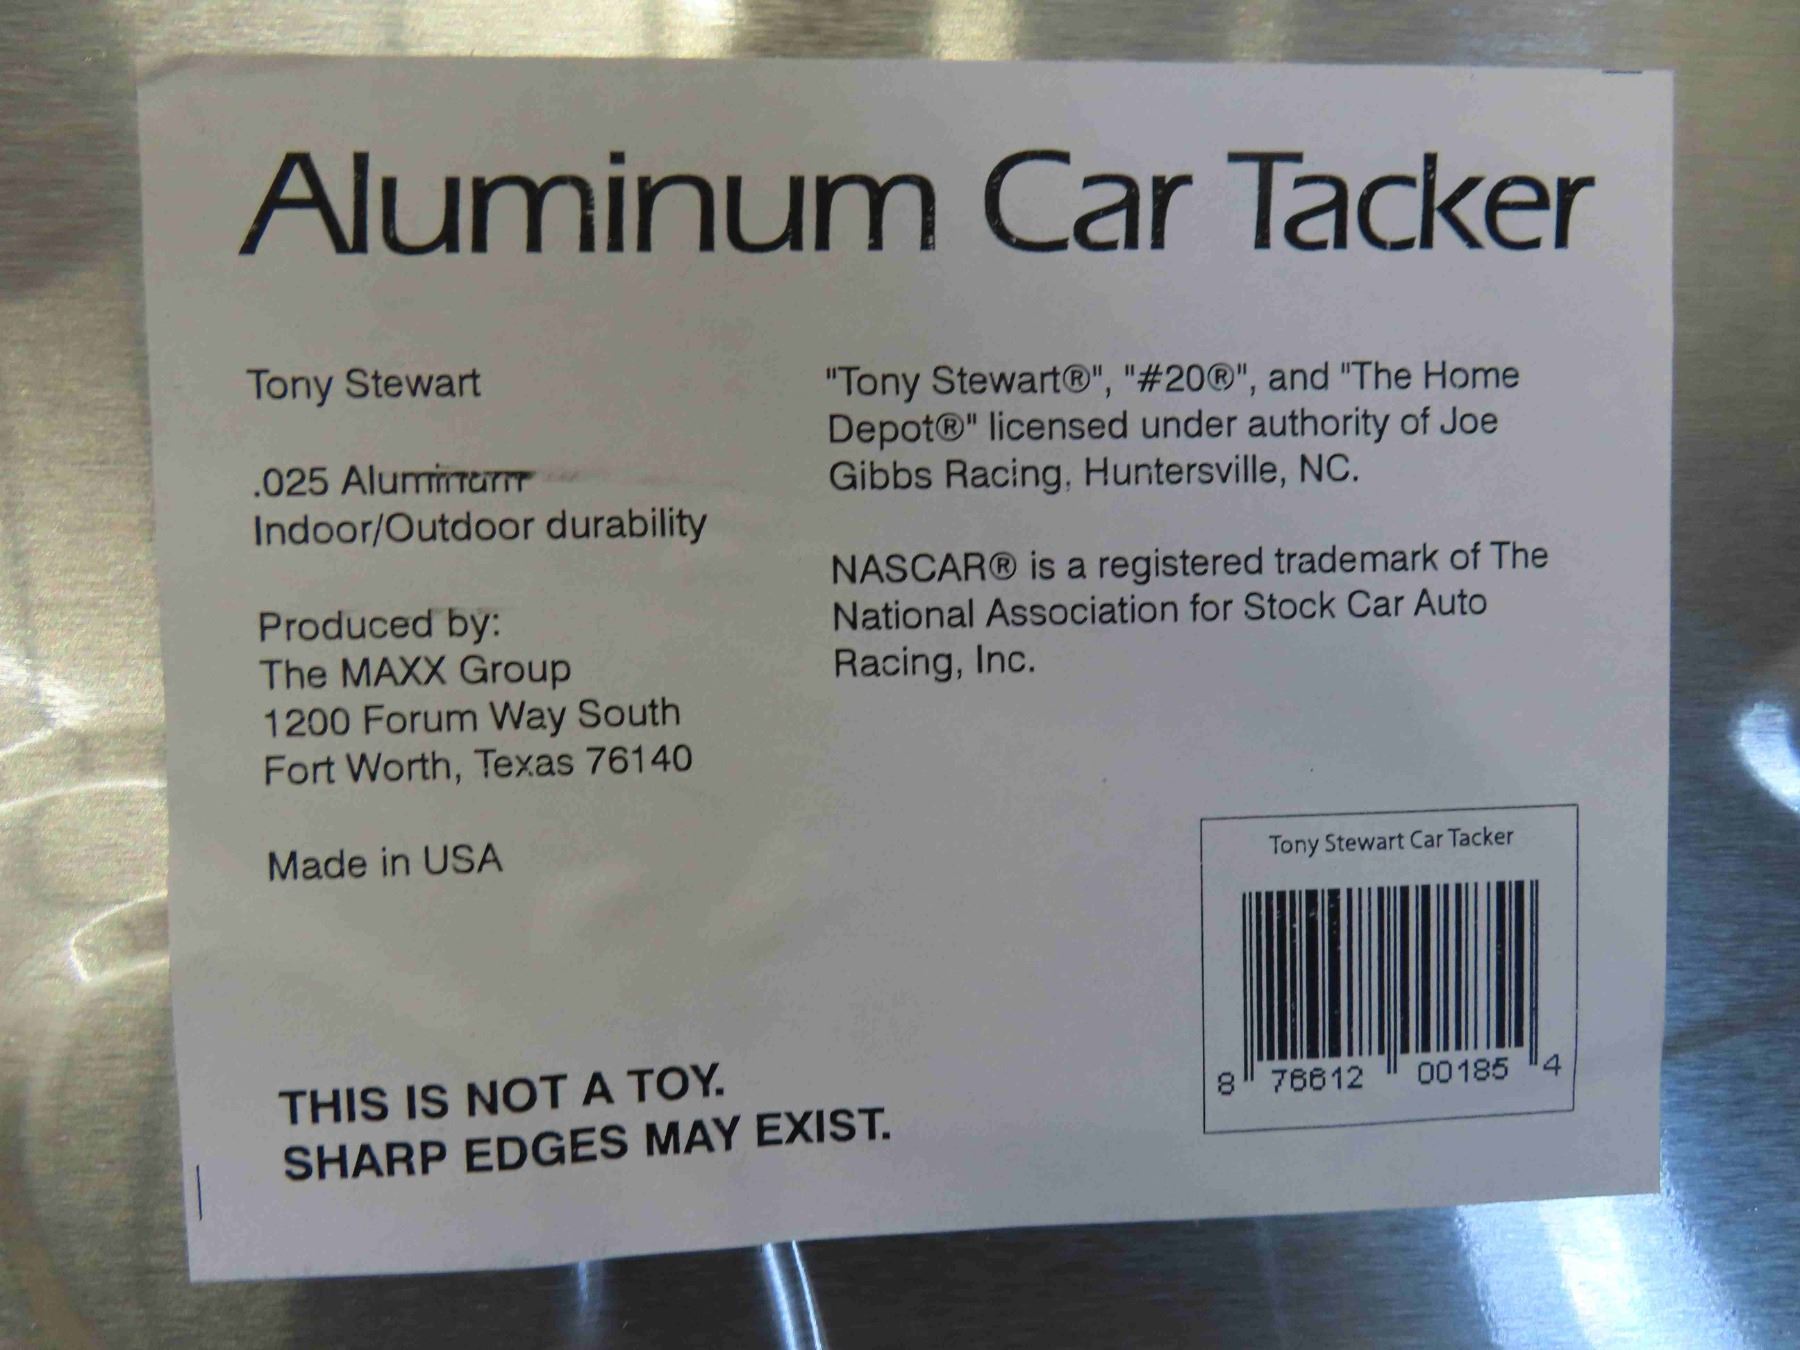 Aluminum Car Tacker
Tony Stewart
.025 Aluminum
Indoor/Outdoor durability
Produced by:
The MAXX Group
1200 Forum Way South
Fort Worth, Texas 76140
Made in USA
"Tony Stewart®", "#20®", and "The Home
Depot®" licensed under authority of Joe
Gibbs Racing, Huntersville, NC.
NASCAR® is a registered trademark of The
National Association for Stock Car Auto
Racing, Inc.
Tony Stewart Car Tacker
8 76612 00185 4
THIS IS NOT A TOY.
SHARP EDGES MAY EXIST.